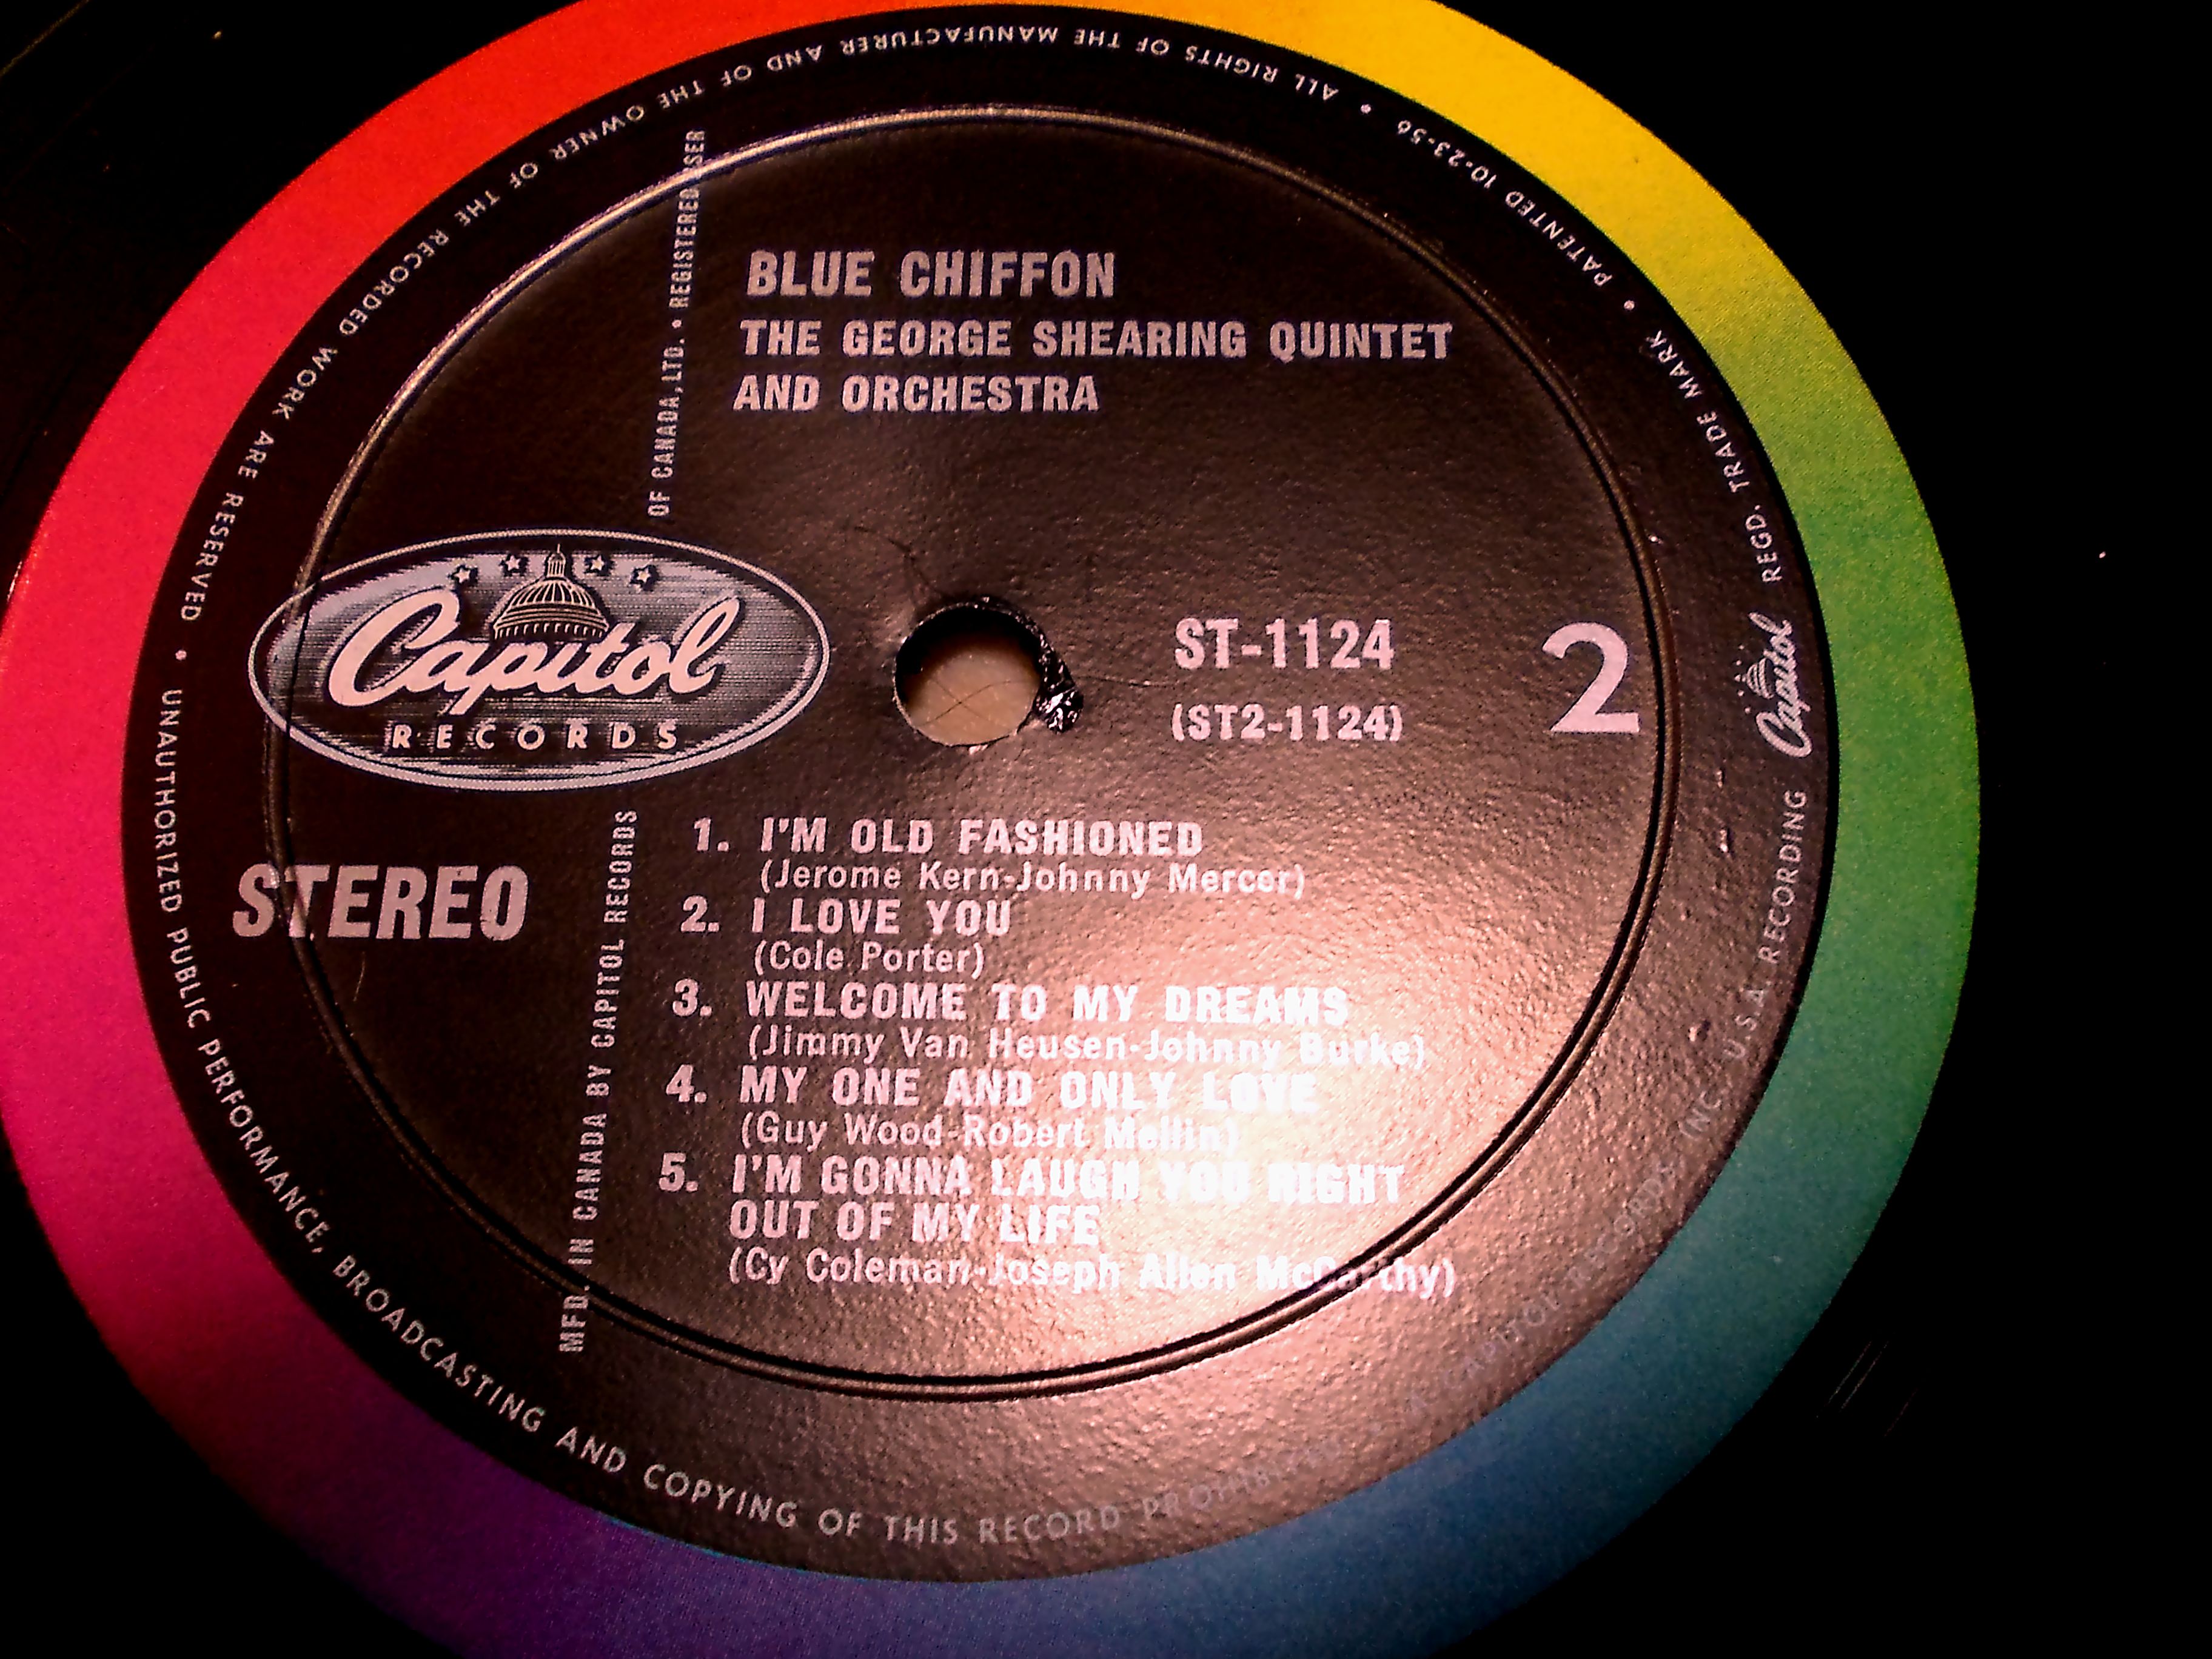 BLUE CHIFFON
THE GEORGE SHEARING QUINTET
AND ORCHESTRA
Capitol
RECORDS
ST-1124
(ST2-1124)
2
STEREO
1. I'M OLD FASHIONED
(Jerome Kern-Johnny Mercer)
2. I LOVE YOU
(Cole Porter)
3. WELCOME TO MY DREAMS
(Jimmy Van Heusen-Johnny Burke)
4. MY ONE AND ONLY LOVE
(Guy Wood-Robert Mellin)
5. I'M GONNA LAUGH YOU RIGHT
OUT OF MY LIFE
(Cy Coleman-Joseph Allen McCarthy)
MFD. IN CANADA BY CAPITOL RECORDS OF CANADA, LTD. • REGISTERED USER
UNAUTHORIZED PUBLIC PERFORMANCE, BROADCASTING AND COPYING OF THIS RECORD PROHIBITED • A CAPITOL RECORDS, INC. U.S.A. RECORDING Capitol REGD. TRADE MARK • PATENTED 10-23-56 • ALL RIGHTS OF THE MANUFACTURER AND OF THE OWNER OF THE RECORDED WORK ARE RESERVED •